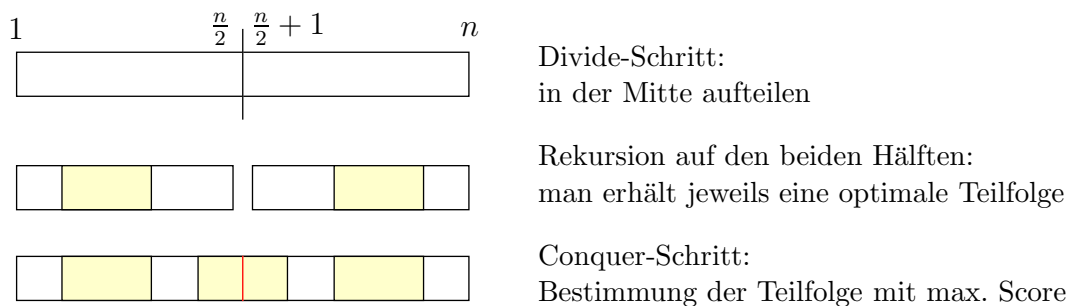 1 n/2 n/2 + 1 n
Divide-Schritt:
in der Mitte aufteilen
Rekursion auf den beiden Hälften:
man erhält jeweils eine optimale Teilfolge
Conquer-Schritt:
Bestimmung der Teilfolge mit max. Score